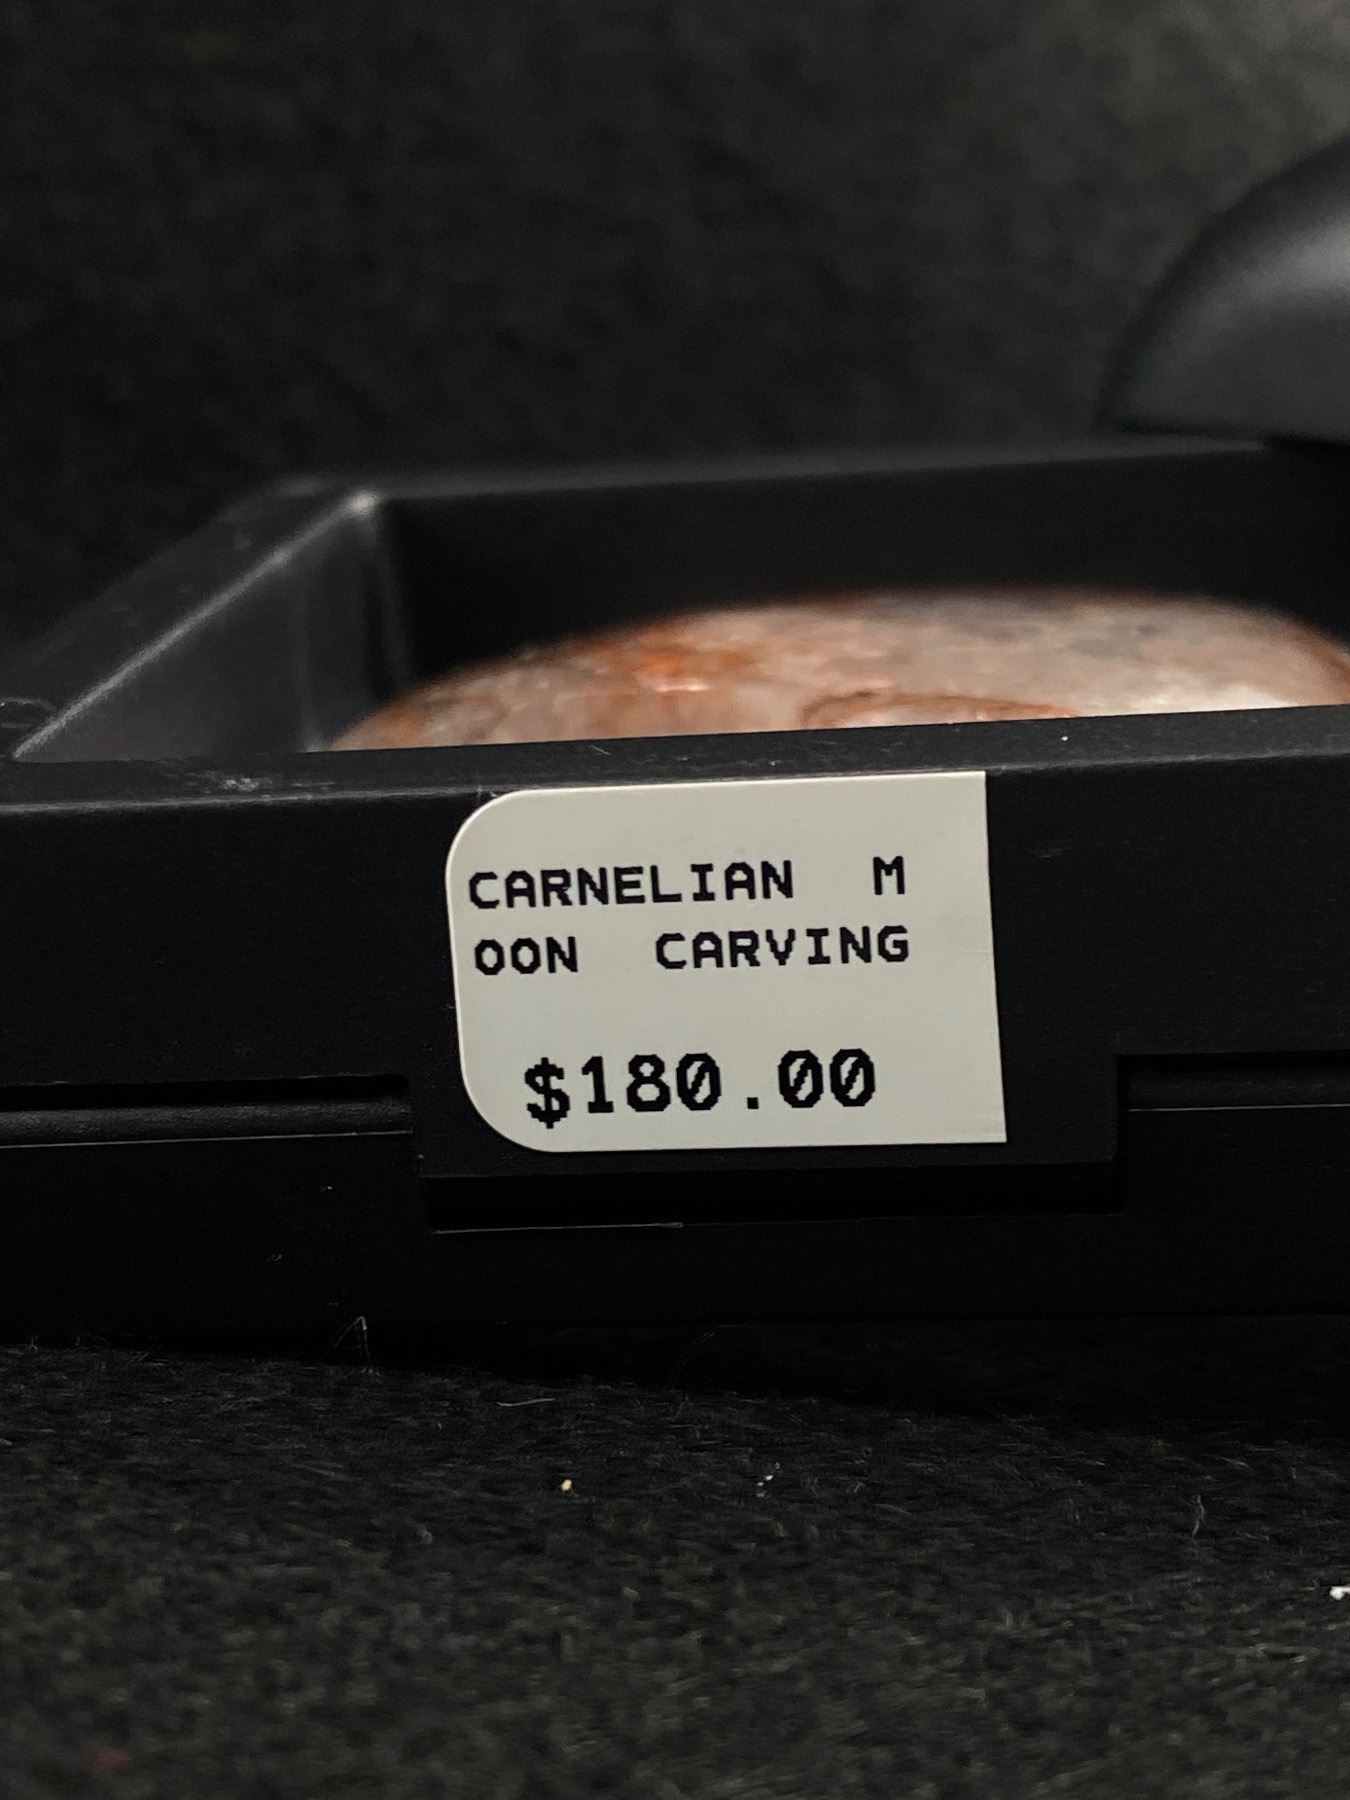 CARNELIAN M
OON CARVING
$180.00